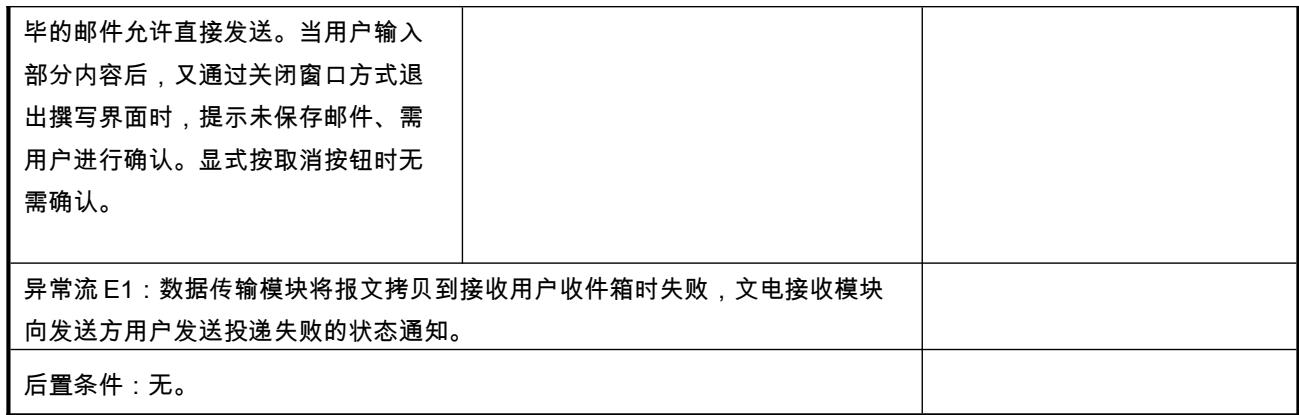 毕的邮件允许直接发送。当用户输入
部分内容后，又通过关闭窗口方式退
出撰写界面时，提示未保存邮件、需
用户进行确认。显式按取消按钮时无
需确认。
异常流 E1：数据传输模块将报文拷贝到接收用户收件箱时失败，文电接收模块
向发送方用户发送投递失败的状态通知。
后置条件：无。